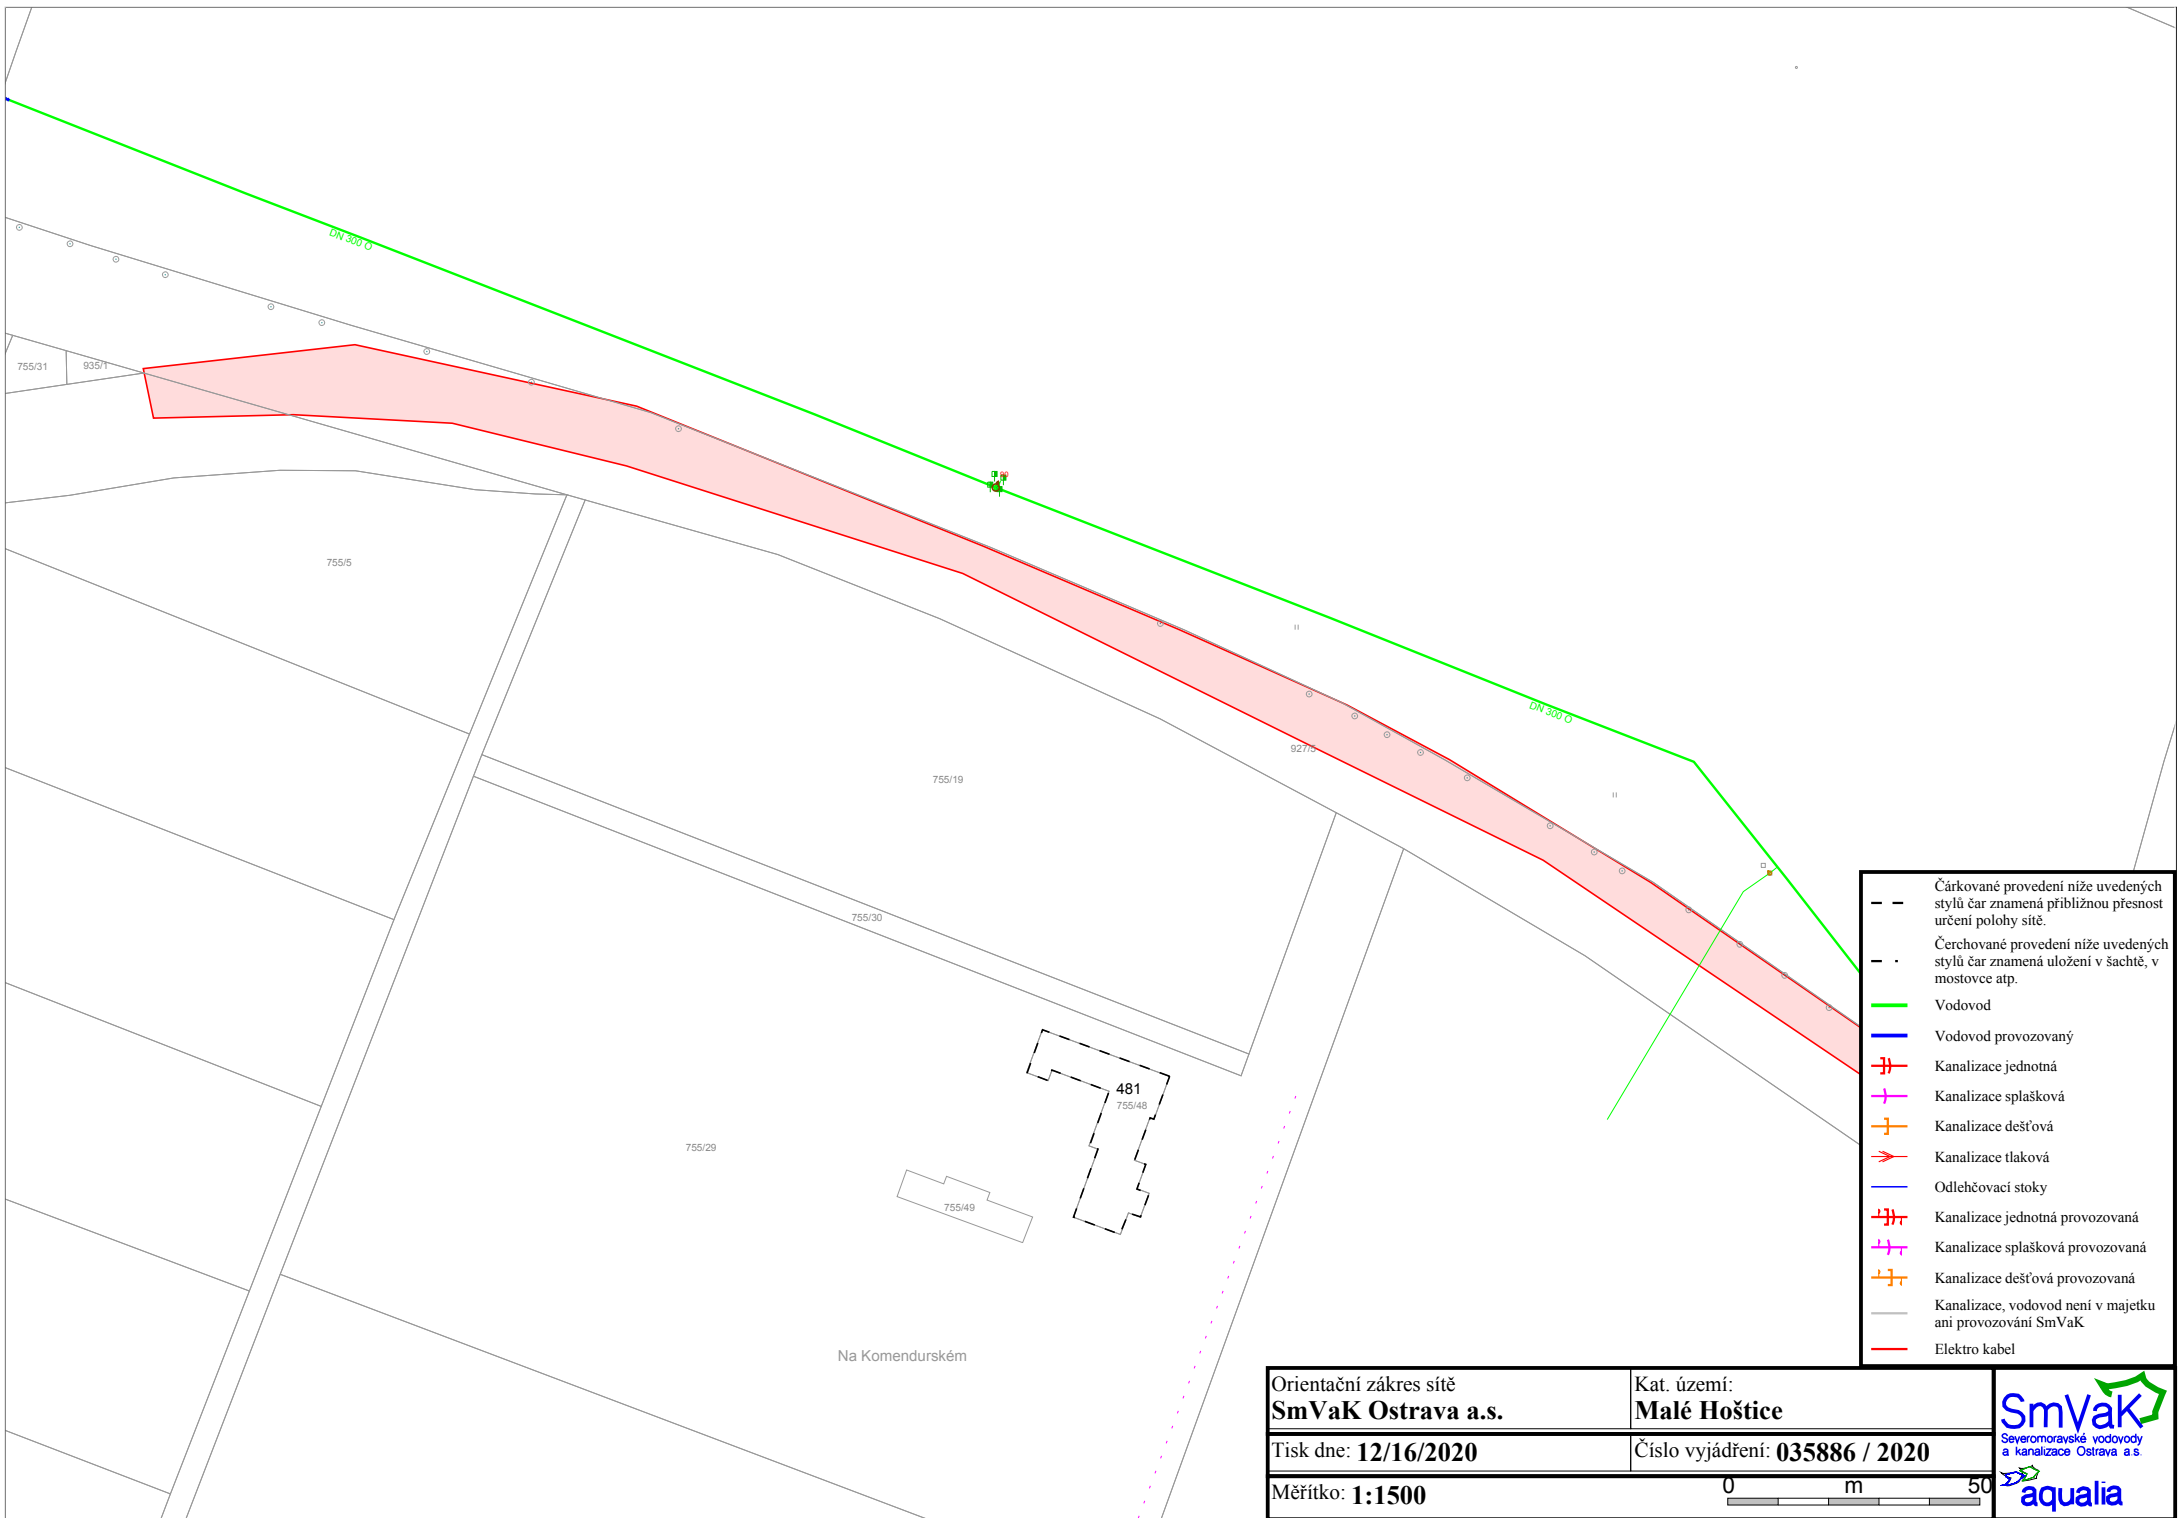 DN 300 O
755/31
935/1
80
755/5
DN 300 O
927/5
755/19
755/30
481
755/48
755/29
755/49
Na Komendurském
Čárkované provedení níže uvedených
stylů čar znamená přibližnou přesnost
určení polohy sítě.
Čerchované provedení níže uvedených
stylů čar znamená uložení v šachtě, v
mostovce atp.
Vodovod
Vodovod provozovaný
Kanalizace jednotná
Kanalizace splašková
Kanalizace dešťová
Kanalizace tlaková
Odlehčovací stoky
Kanalizace jednotná provozovaná
Kanalizace splašková provozovaná
Kanalizace dešťová provozovaná
Kanalizace, vodovod není v majetku
ani provozování SmVaK
Elektro kabel
Orientační zákres sítě
SmVaK Ostrava a.s.
Kat. území:
Malé Hoštice
Tisk dne: 12/16/2020
Číslo vyjádření: 035886 / 2020
Měřítko: 1:1500
0 m 50
SmVaK
Severomoravské vodovody
a kanalizace Ostrava a.s.
aqualia